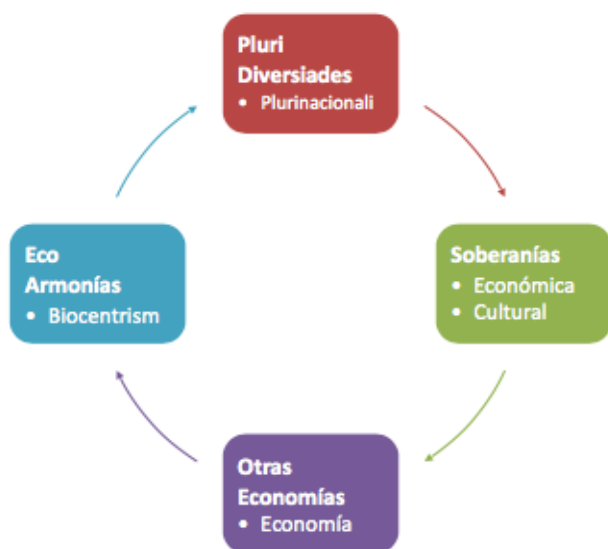 Pluri
Diversiades
• Plurinacionali
Soberanías
• Económica
• Cultural
Otras
Economías
• Economía
Eco
Armonías
• Biocentrism